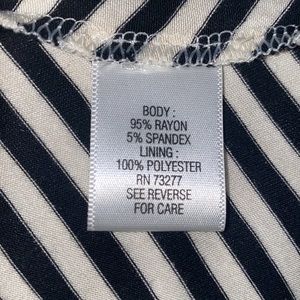 BODY :
95% RAYON
5% SPANDEX
LINING :
100% POLYESTER
RN 73277
SEE REVERSE
FOR CARE